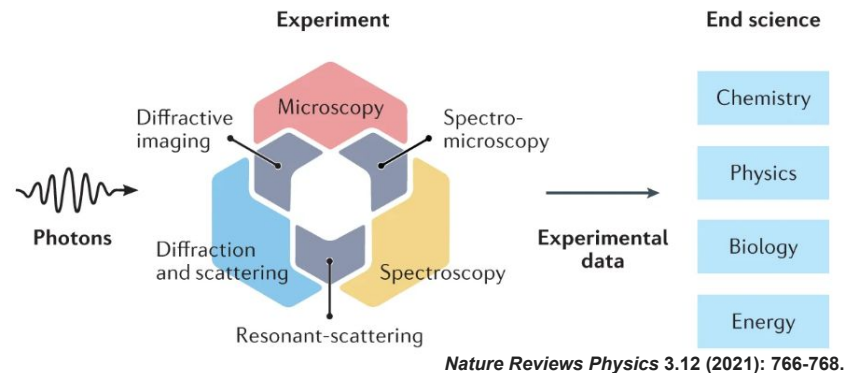 Experiment
End science
Microscopy
Diffractive
imaging
Spectro-
microscopy
Photons
Diffraction
and scattering
Spectroscopy
Resonant-scattering
Experimental
data
Chemistry
Physics
Biology
Energy
Nature Reviews Physics 3.12 (2021): 766-768.